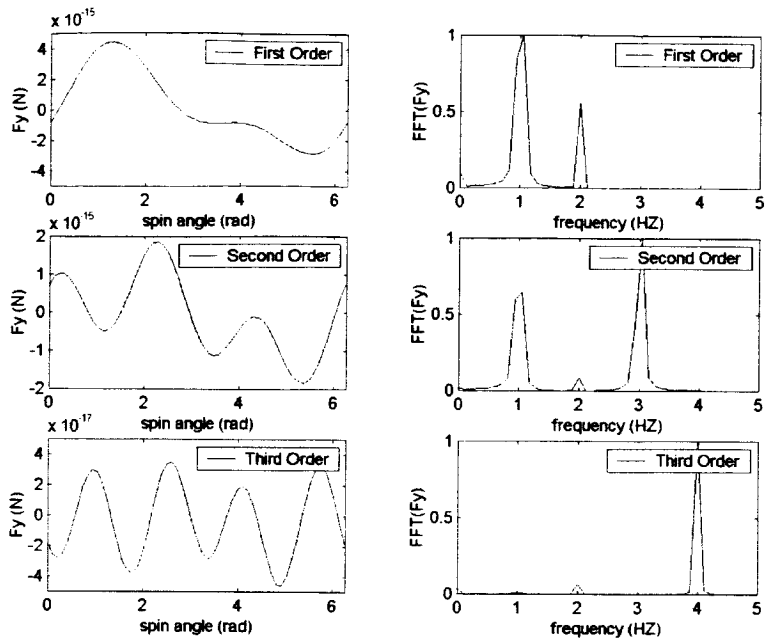 x 10^-15
4
2
0
-2
-4
Fy (N)
First Order
0 2 4 6
spin angle (rad)
1
0.5
0
FFT(Fy)
First Order
0 1 2 3 4 5
frequency (HZ)
x 10^-15
2
1
0
-1
-2
Fy (N)
Second Order
0 2 4 6
spin angle (rad)
1
0.5
0
FFT(Fy)
Second Order
0 1 2 3 4 5
frequency (HZ)
x 10^-17
4
2
0
-2
-4
Fy (N)
Third Order
0 2 4 6
spin angle (rad)
1
0.5
0
FFT(Fy)
Third Order
0 1 2 3 4 5
frequency (HZ)